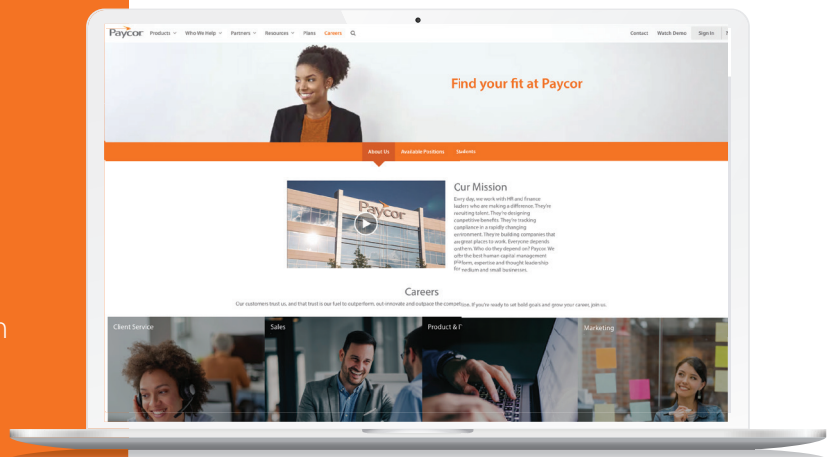 Paycor Products Who We Help Partners Resources Plans Careers Contact Watch Demo Sign In
Find your fit at Paycor
About Us Available Positions Students
Paycor
Cur Mission
Every day, we work with HR and finance
leaders who are making a difference. They're
recruiting talent. They're designing
competitive benefits. They're tracking
compliance in a rapidly changing
environment. They're building companies that
are great places to work. Everyone depends
on them. Who do they depend on? Paycor. We
offer the best human capital management
platform, expertise and thought leadership
for medium and small businesses.
Careers
Our customers trust us, and that trust is our fuel to outperform, out-innovate and outpace the competition. If you're ready to set bold goals and grow your career, join us.
Client Service Sales Product & I Marketing
n